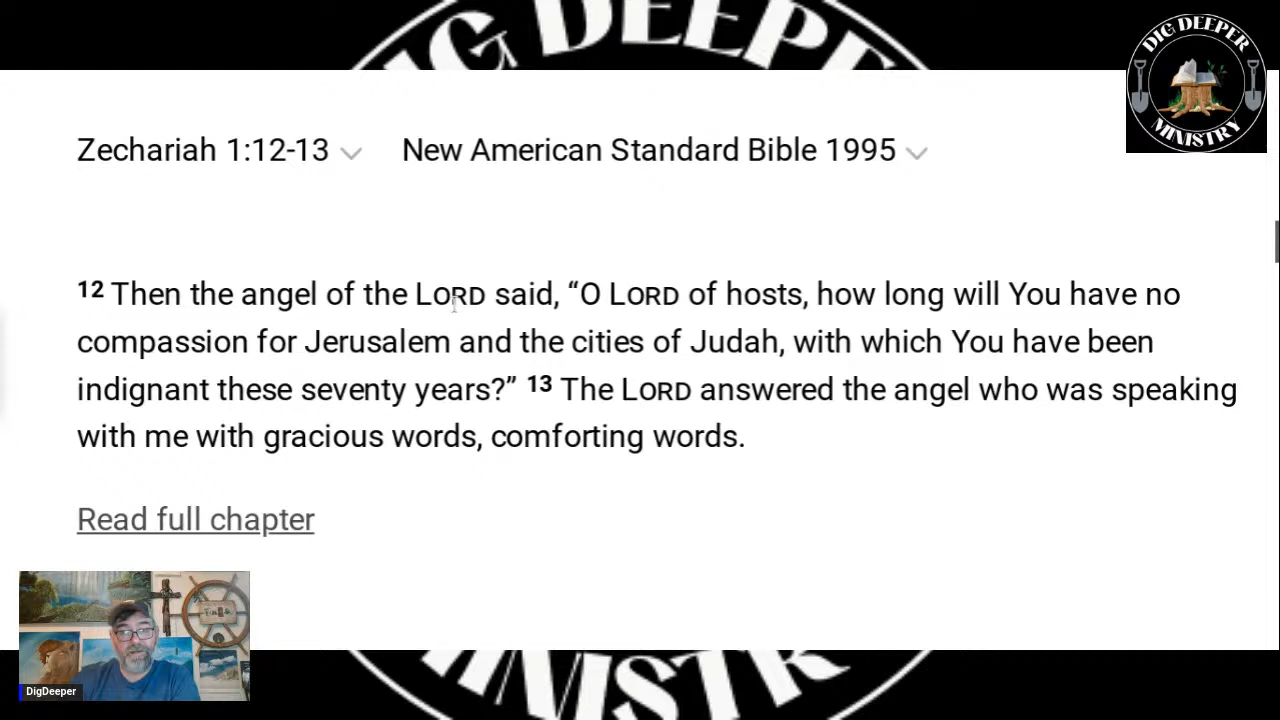 DIG DEEPER
DIG DEEPER
MINISTRY
Zechariah 1:12-13 New American Standard Bible 1995
12 Then the angel of the LORD said, “O LORD of hosts, how long will You have no
compassion for Jerusalem and the cities of Judah, with which You have been
indignant these seventy years?” 13 The LORD answered the angel who was speaking
with me with gracious words, comforting words.
Read full chapter
DigDeeper
MINISTR